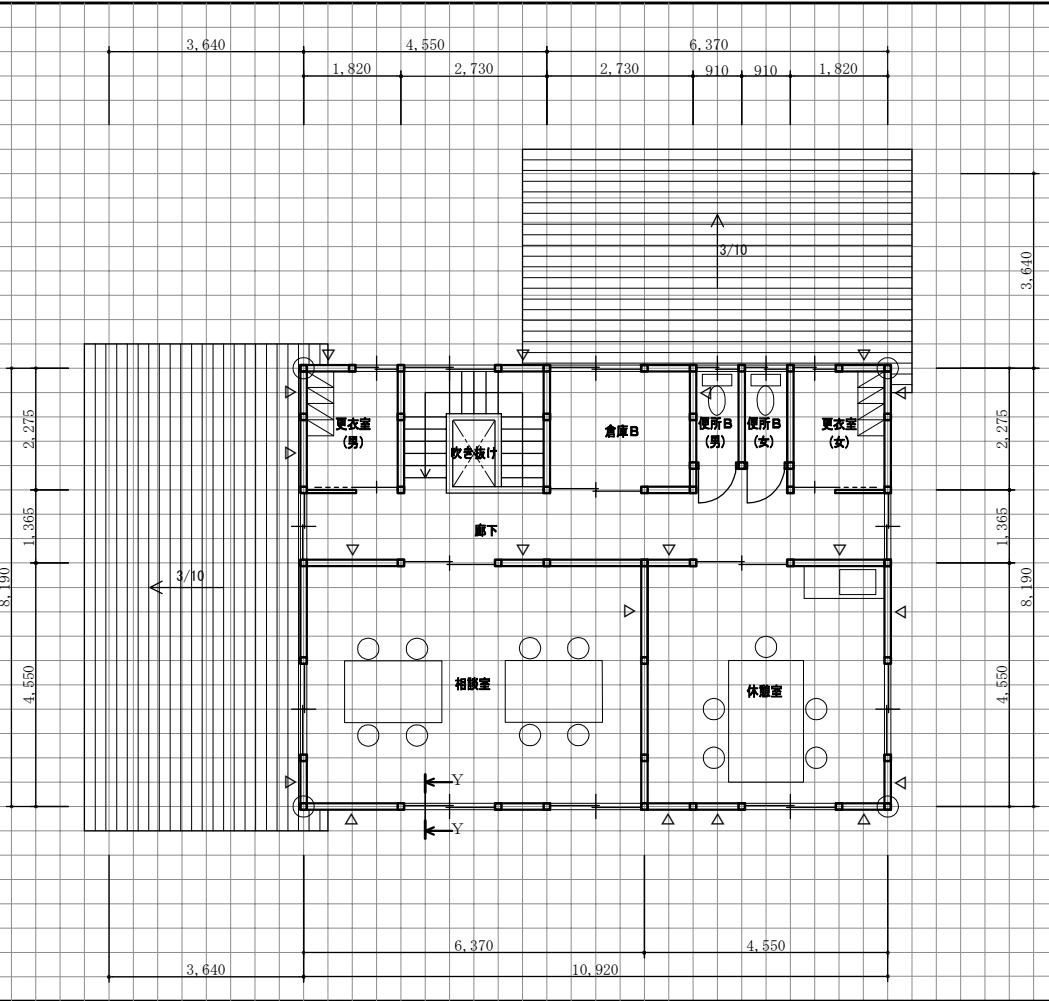 3,640
4,550
6,370
1,820
2,730
2,730
910
910
1,820
3/10
3,640
更衣室
(男)
吹き抜け
倉庫B
便所B
(男)
便所B
(女)
更衣室
(女)
2,275
2,275
廊下
1,365
1,365
3/10
8,190
8,190
相談室
休憩室
4,550
4,550
Y
Y
6,370
4,550
3,640
10,920